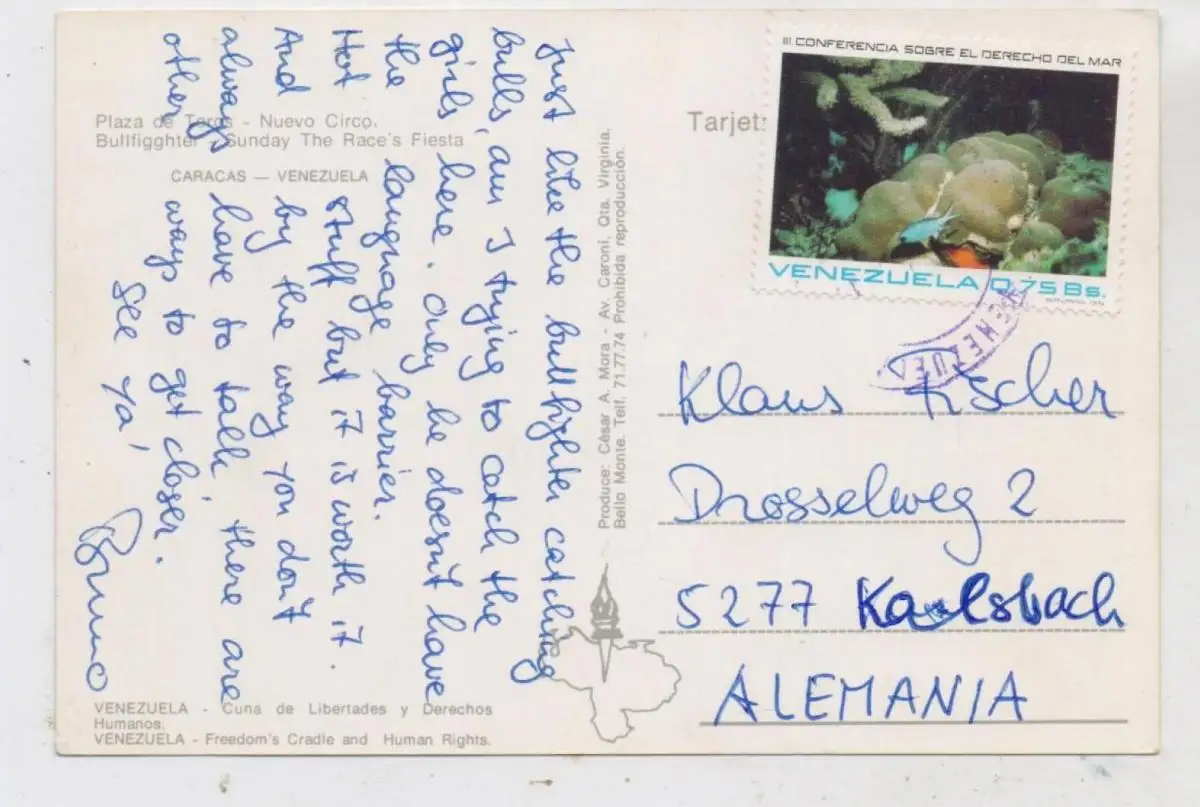 Plaza de Toros - Nuevo Circo.
Bullfigghter - Sunday The Race's Fiesta
CARACAS — VENEZUELA
Just like the bullfighter catching
bulls, am I trying to catch the
girls here. Only he doesn't have
the language barrier.
Hot stuff but it is worth it.
And by the way you don't
always have to talk, there are
other ways to get closer.
See ya!
Bruno
VENEZUELA - Cuna de Libertades y Derechos
Humanos.
VENEZUELA - Freedom's Cradle and Human Rights.
Produce: César A. Mora - Av. Caroní, Qta. Virginia,
Bello Monte. Telf. 71.77.74 Prohibida reproducción.
Tarjet
III CONFERENCIA SOBRE EL DERECHO DEL MAR
VENEZUELA 0,75 Bs.
VENEZUELA
Klaus Fischer
Drosselweg 2
5277 Karlsbach
ALEMANIA